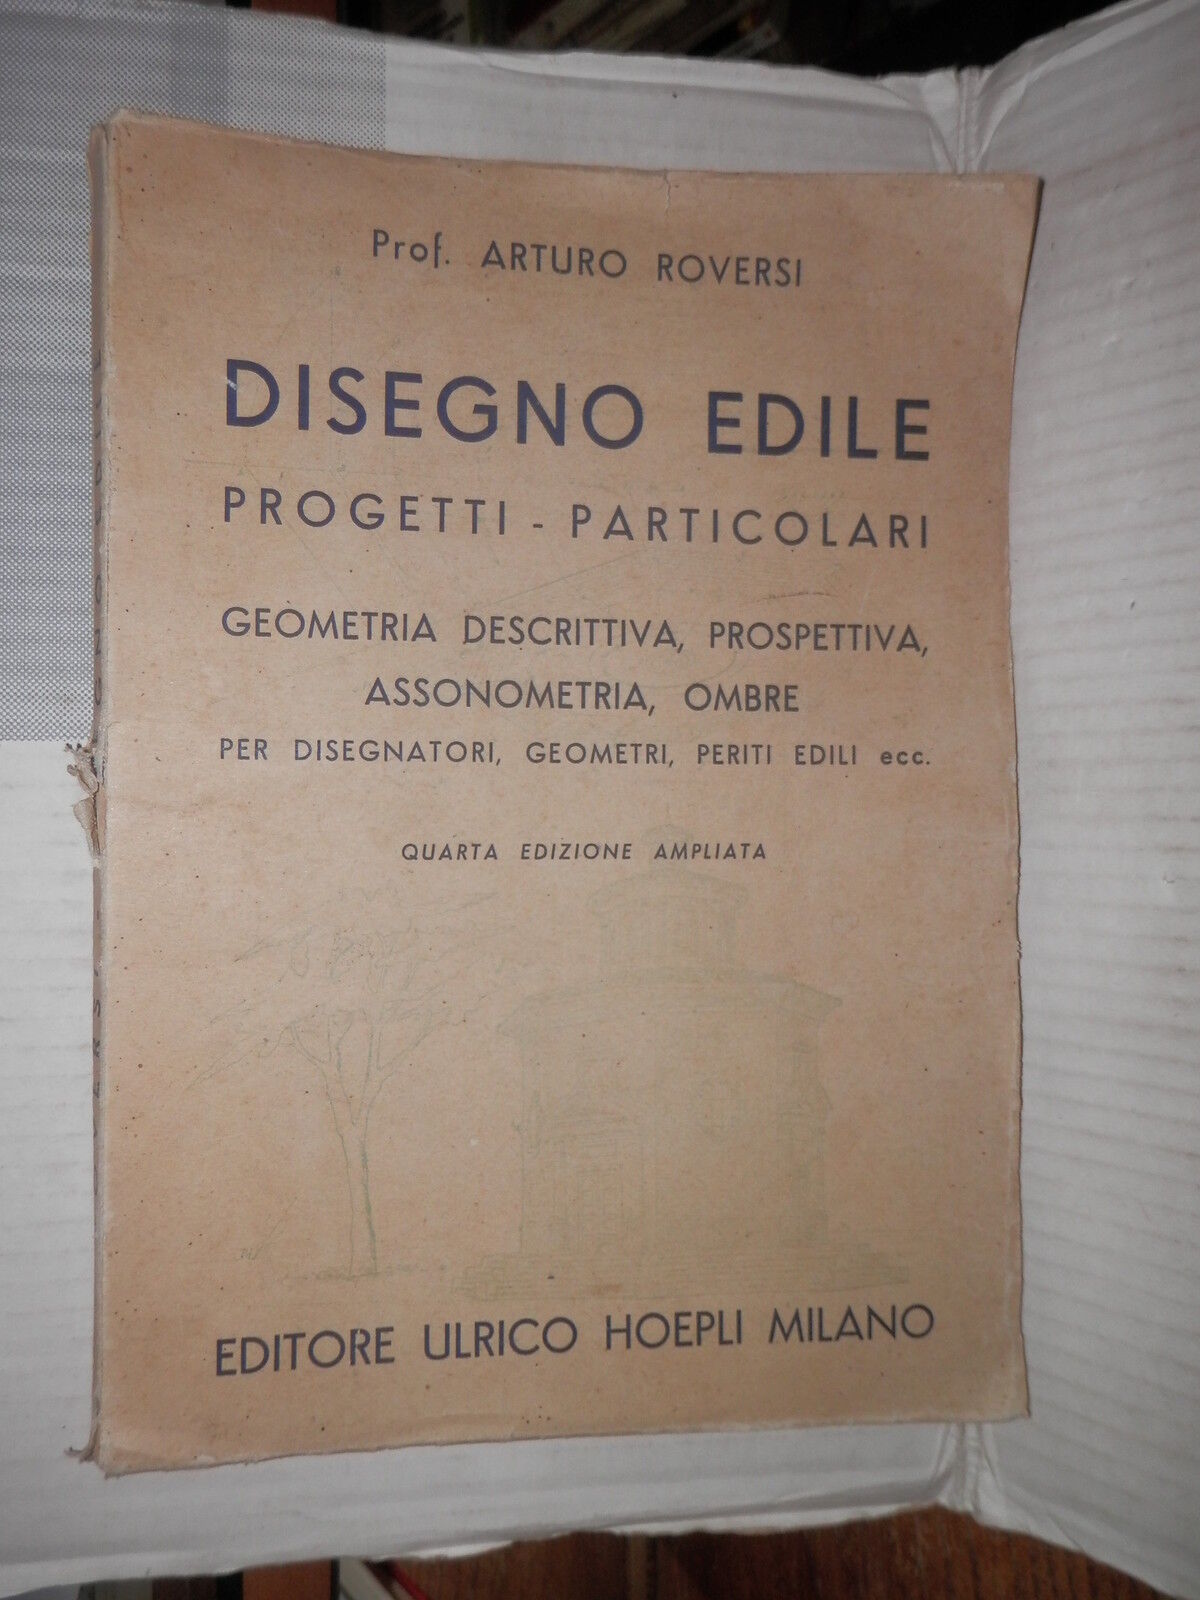 Prof. ARTURO ROVERSI
DISEGNO EDILE
PROGETTI - PARTICOLARI
GEOMETRIA DESCRITTIVA, PROSPETTIVA,
ASSONOMETRIA, OMBRE
PER DISEGNATORI, GEOMETRI, PERITI EDILI ecc.
QUARTA EDIZIONE AMPLIATA
EDITORE ULRICO HOEPLI MILANO